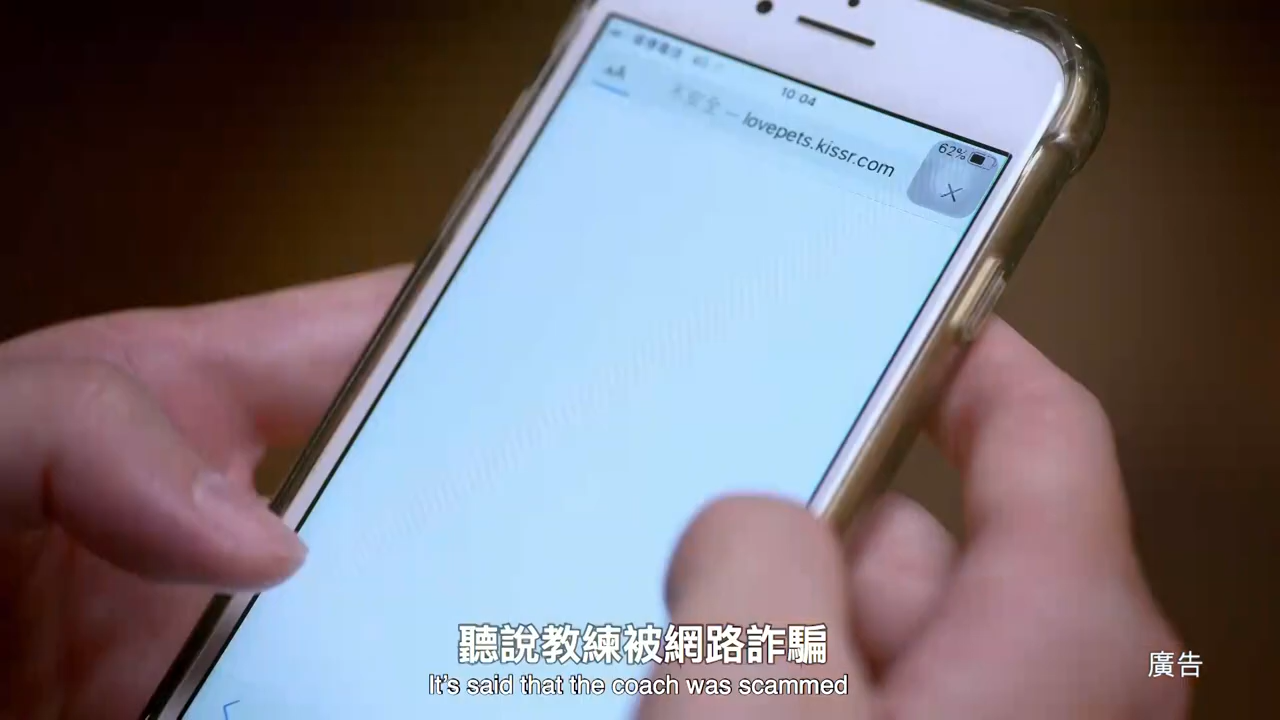 10:04
不安全 — lovepets.kissr.com
62%
聽說教練被網路詐騙
It's said that the coach was scammed
廣告